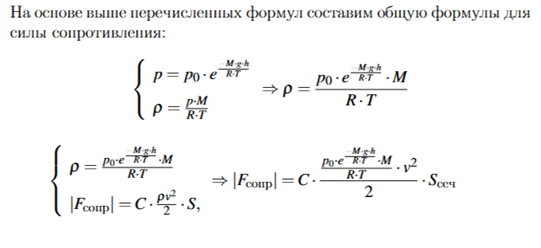 На основе выше перечисленных формул составим общую формулы для
силы сопротивления:
{ p = p₀ · e^(−M·g·h / R·T)
ρ = p·M / R·T ⇒ ρ = p₀ · e^(−M·g·h / R·T) · M / R · T
{ ρ = p₀·e^(−M·g·h / R·T) ·M / R·T
|Fсопр| = C · ρv² / 2 · S, ⇒ |Fсопр| = C · (p₀·e^(−M·g·h / R·T) ·M / R·T · v²) / 2 · Sсеч